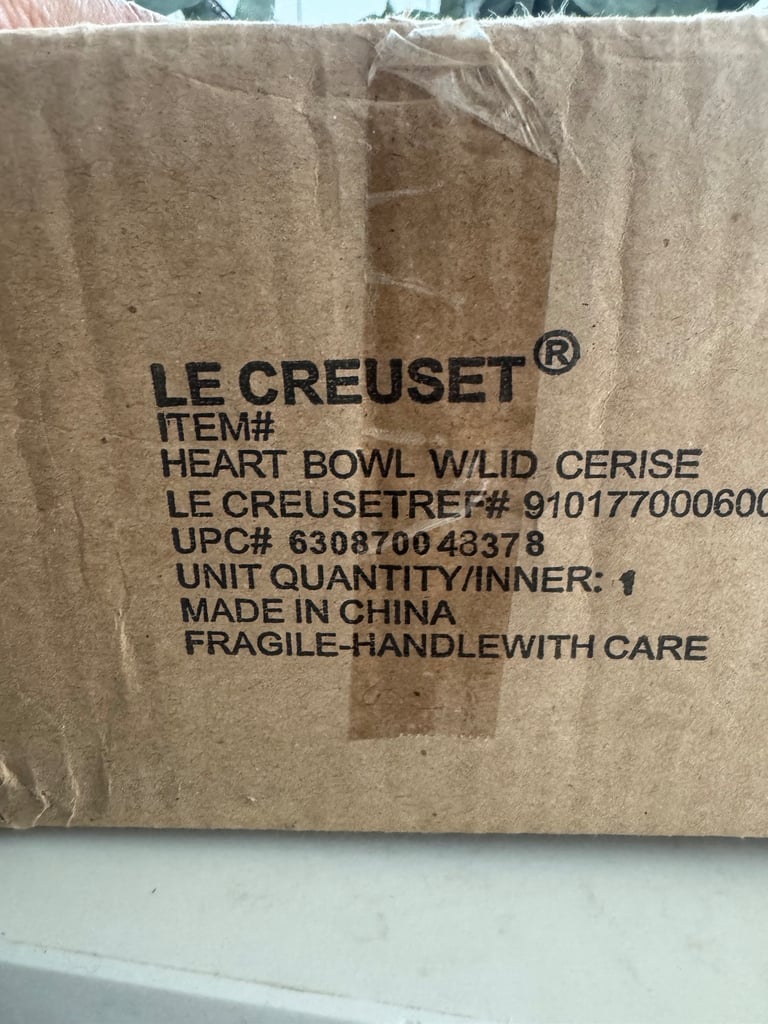 LE CREUSET®
ITEM#
HEART BOWL W/LID CERISE
LE CREUSETREF# 910177000600
UPC# 630870048378
UNIT QUANTITY/INNER: 1
MADE IN CHINA
FRAGILE-HANDLEWITH CARE